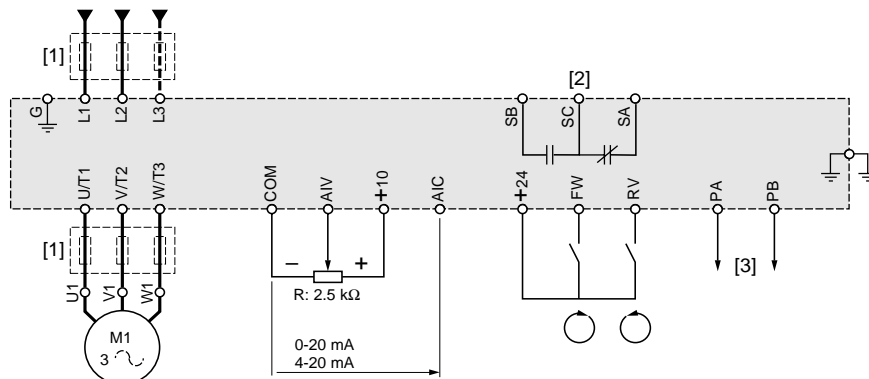 [1]
[2]
G
L1
L2
L3
SB
SC
SA
U/T1
V/T2
W/T3
COM
AIV
+10
AIC
+24
FW
RV
PA
PB
[1]
− +
[3]
R: 2.5 kΩ
U1
V1
W1
M1
3
0-20 mA
4-20 mA